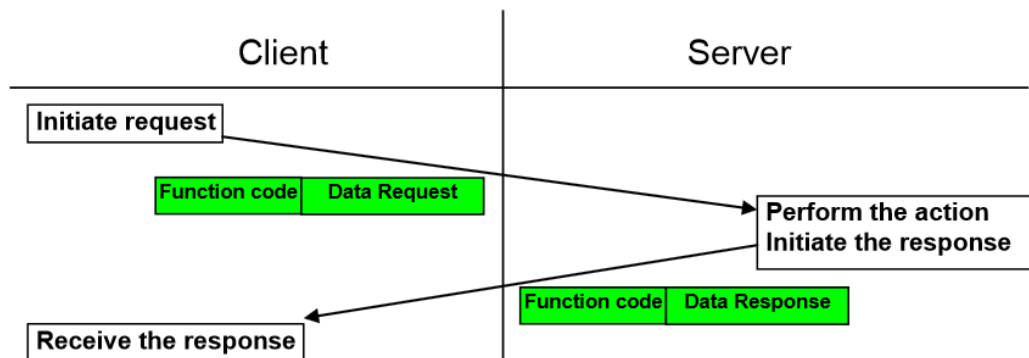 Client
Server
Initiate request
Function code Data Request
Perform the action
Initiate the response
Function code Data Response
Receive the response